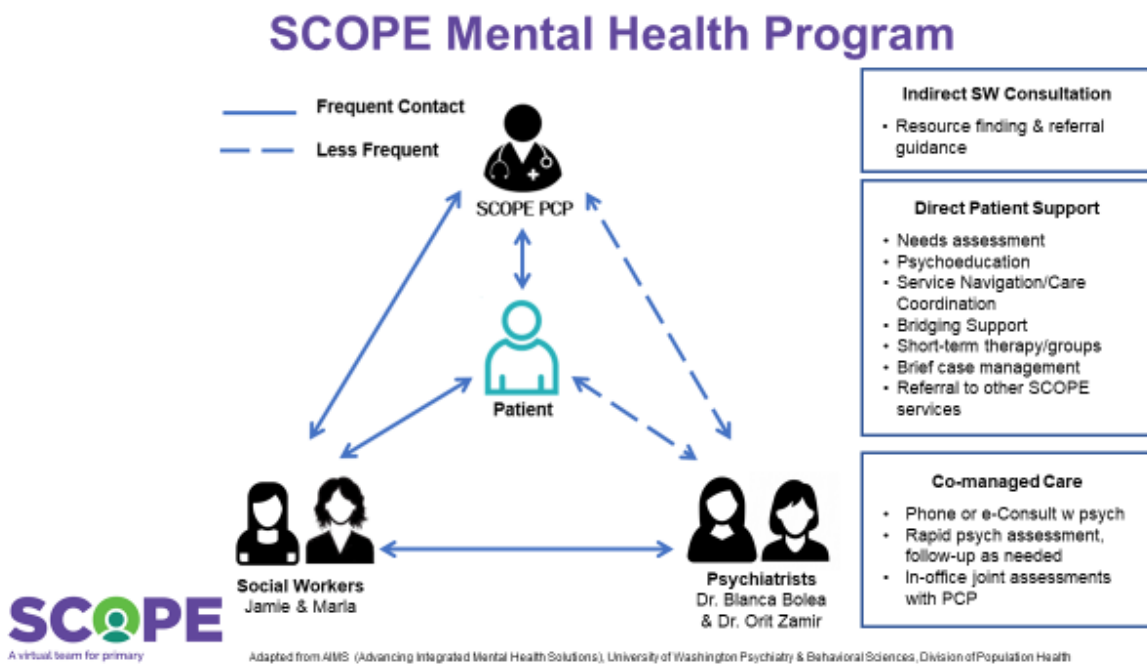 SCOPE Mental Health Program
Frequent Contact
Less Frequent
SCOPE PCP
Patient
Social Workers
Jamie & Maria
Psychiatrists
Dr. Blanca Bolea
& Dr. Orit Zamir
Indirect SW Consultation
• Resource finding & referral
guidance
Direct Patient Support
• Needs assessment
• Psychoeducation
• Service Navigation/Care
Coordination
• Bridging Support
• Short-term therapy/groups
• Brief case management
• Referral to other SCOPE
services
Co-managed Care
• Phone or e-Consult w psych
• Rapid psych assessment,
follow-up as needed
• In-office joint assessments
with PCP
SCOPE
A virtual team for primary
Adapted from AIMS (Advancing Integrated Mental Health Solutions), University of Washington Psychiatry & Behavioral Sciences, Division of Population Health